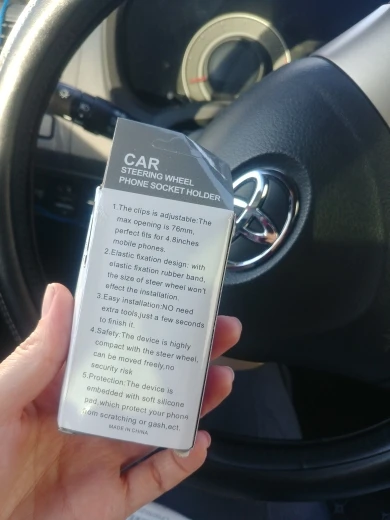 CAR
STEERING WHEEL
PHONE SOCKET HOLDER
1.The clips is adjustable:The
max opening is 76mm,
perfect fits for 4.8inches
mobile phones.
2.Elastic fixation design: with
elastic fixation rubber band,
the size of steer wheel won't
effect the installation.
3.Easy installation:NO need
extra tools,just a few seconds
to finish it.
4.Safety:The device is highly
compact with the steer wheel,
can be moved freely,no
security risk
5.Protection:The device is
embedded with soft silicone
pad,which protect your phone
from scratching or gash,ect.
MADE IN CHINA